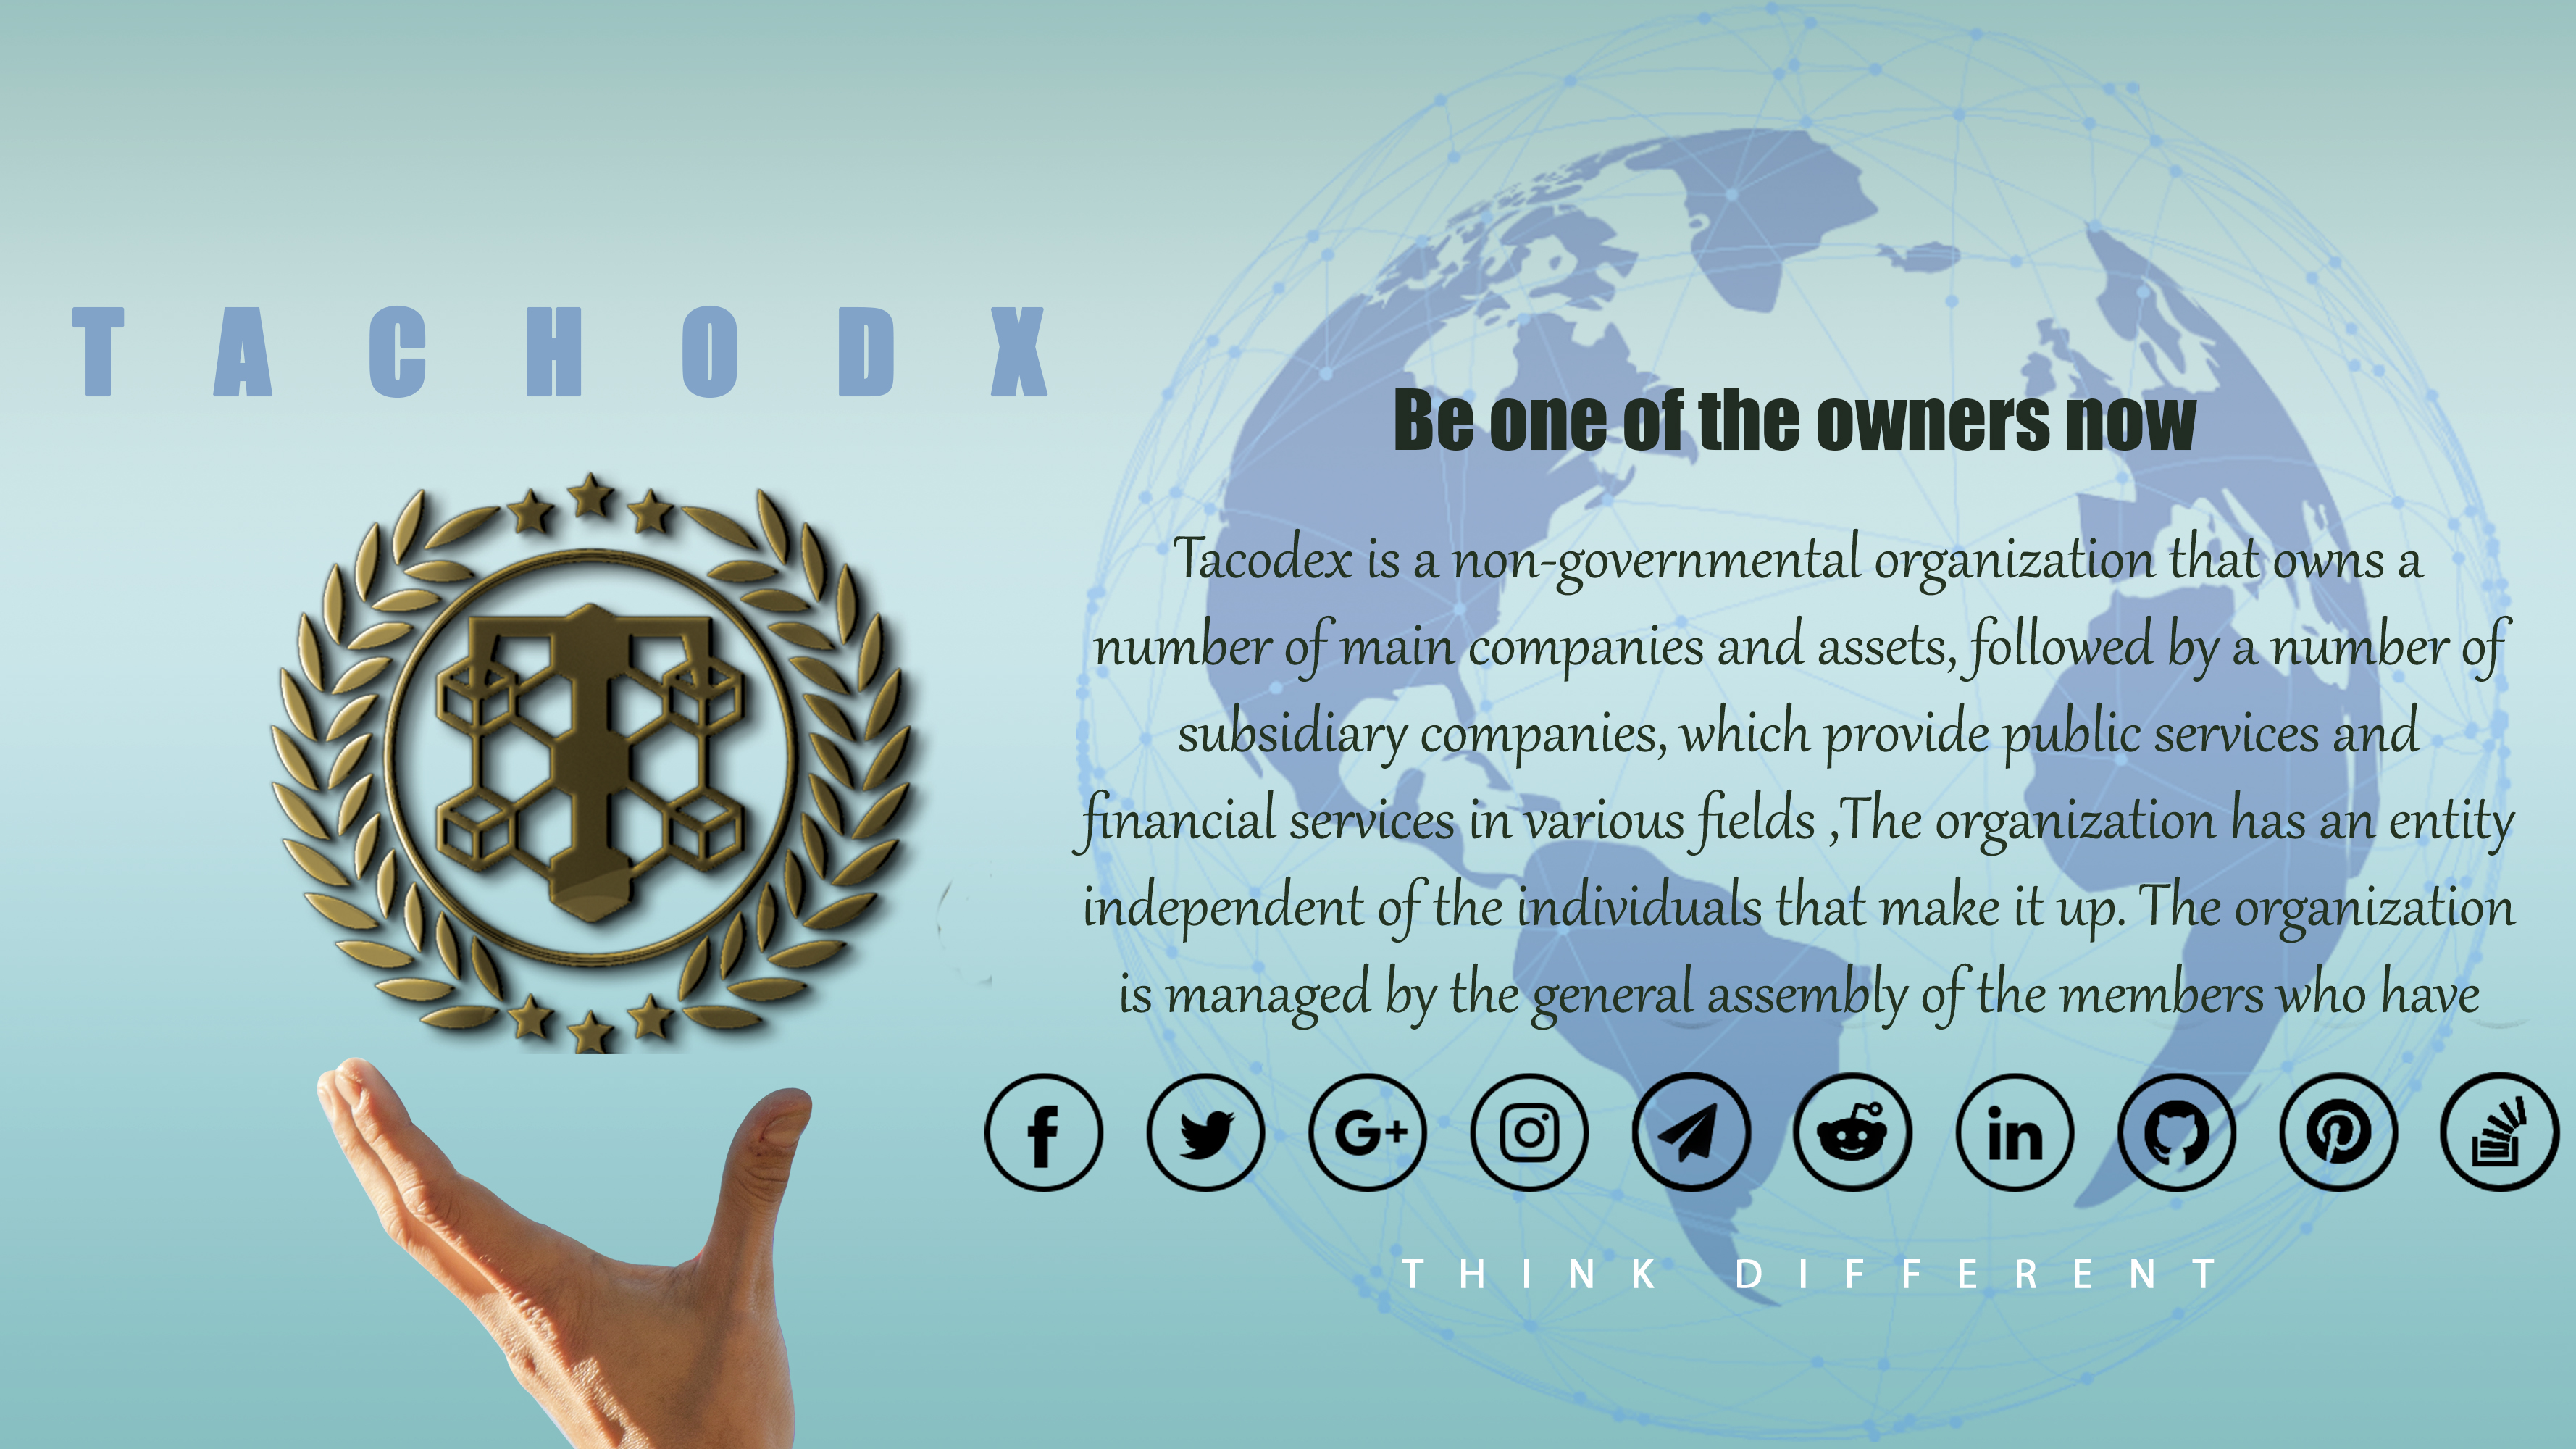 TACHODX
Be one of the owners now
Tacodex is a non-governmental organization that owns a
number of main companies and assets, followed by a number of
subsidiary companies, which provide public services and
financial services in various fields ,The organization has an entity
independent of the individuals that make it up. The organization
is managed by the general assembly of the members who have
THINK DIFFERENT